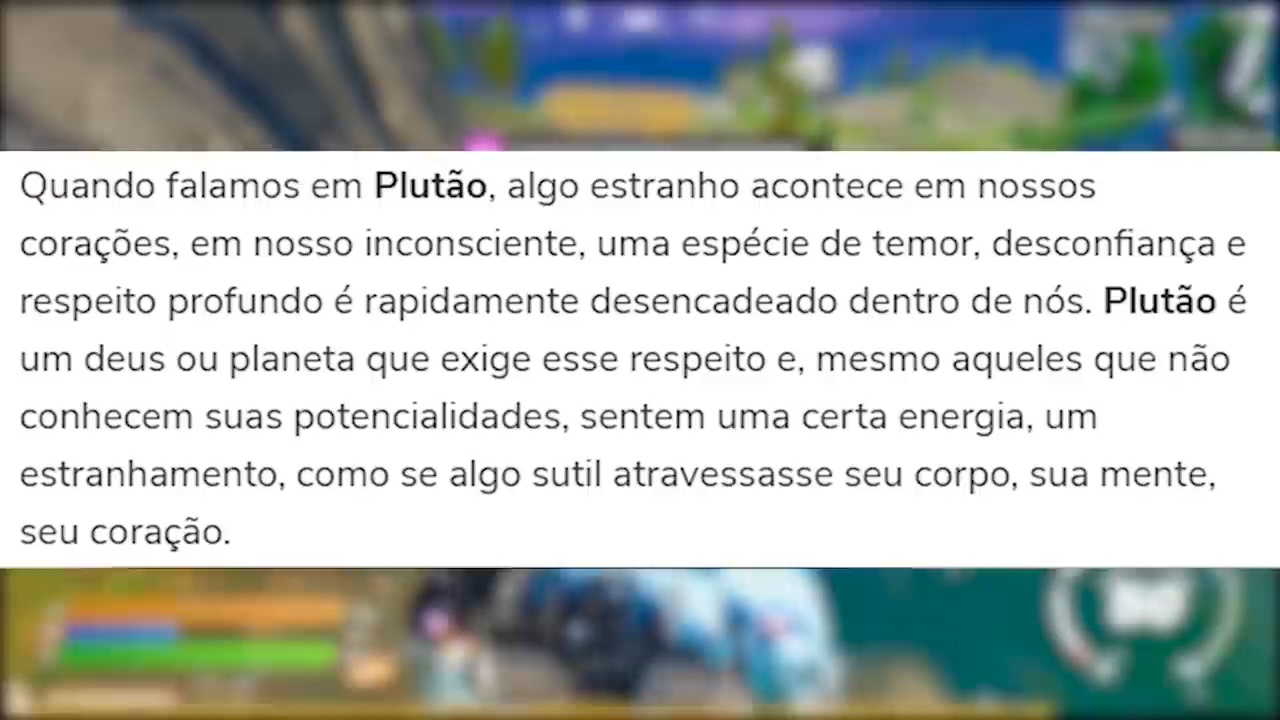 Quando falamos em Plutão, algo estranho acontece em nossos
corações, em nosso inconsciente, uma espécie de temor, desconfiança e
respeito profundo é rapidamente desencadeado dentro de nós. Plutão é
um deus ou planeta que exige esse respeito e, mesmo aqueles que não
conhecem suas potencialidades, sentem uma certa energia, um
estranhamento, como se algo sutil atravessasse seu corpo, sua mente,
seu coração.